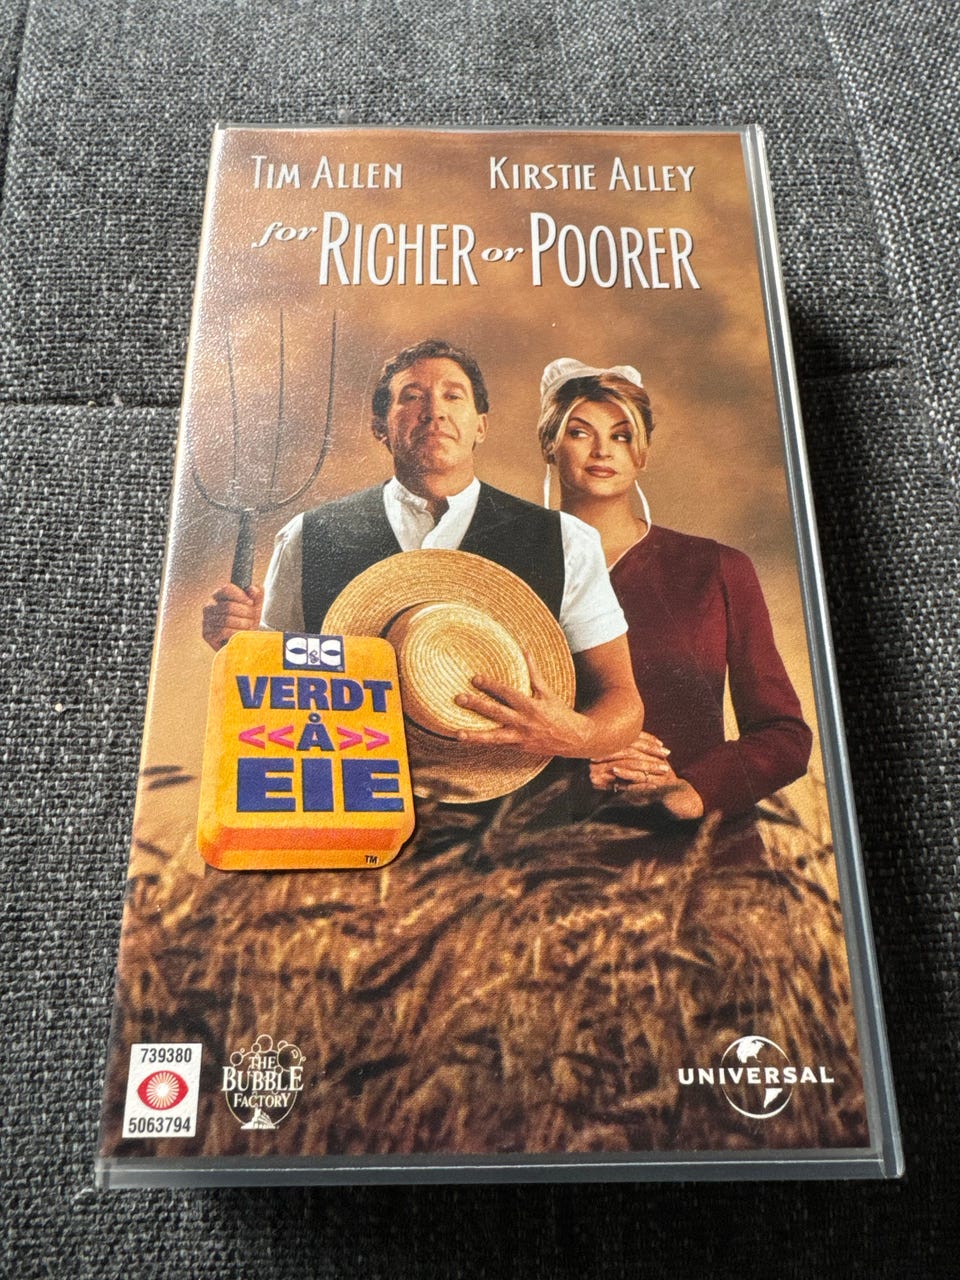 TIM ALLEN KIRSTIE ALLEY
for RICHER or POORER
CIC
VERDT
<<Å>>
EIE
TM
739380
5063794
THE
BUBBLE
FACTORY
UNIVERSAL